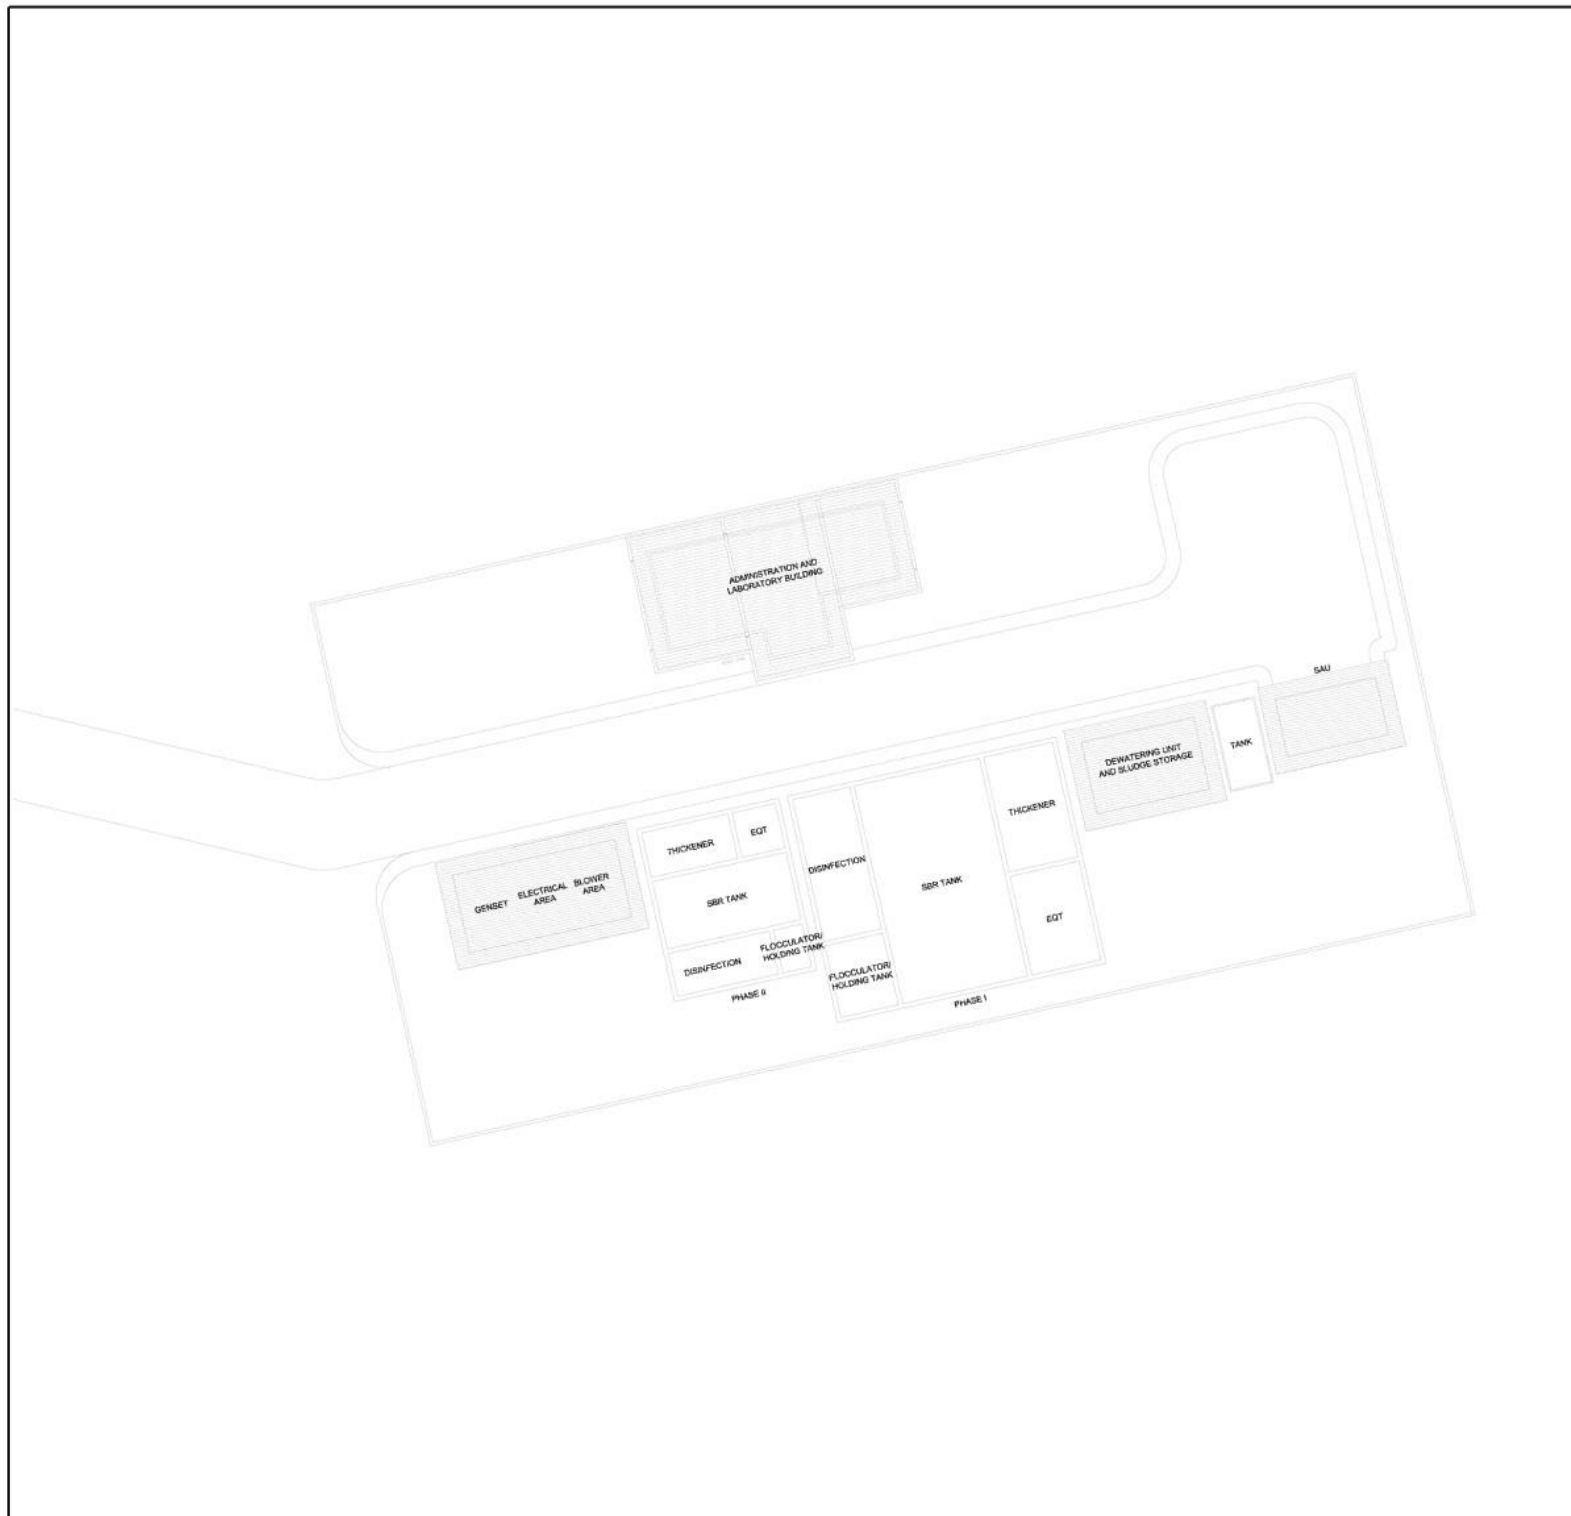 ADMINISTRATION AND
LABORATORY BUILDING
SAU
DEWATERING UNIT
AND SLUDGE STORAGE
TANK
THICKENER
EQT
DISINFECTION
THICKENER
SBR TANK
SBR TANK
GENSET
ELECTRICAL
AREA
BLOWER
AREA
EQT
FLOCCULATOR/
HOLDING TANK
DISINFECTION
FLOCCULATOR/
HOLDING TANK
PHASE 0
PHASE I